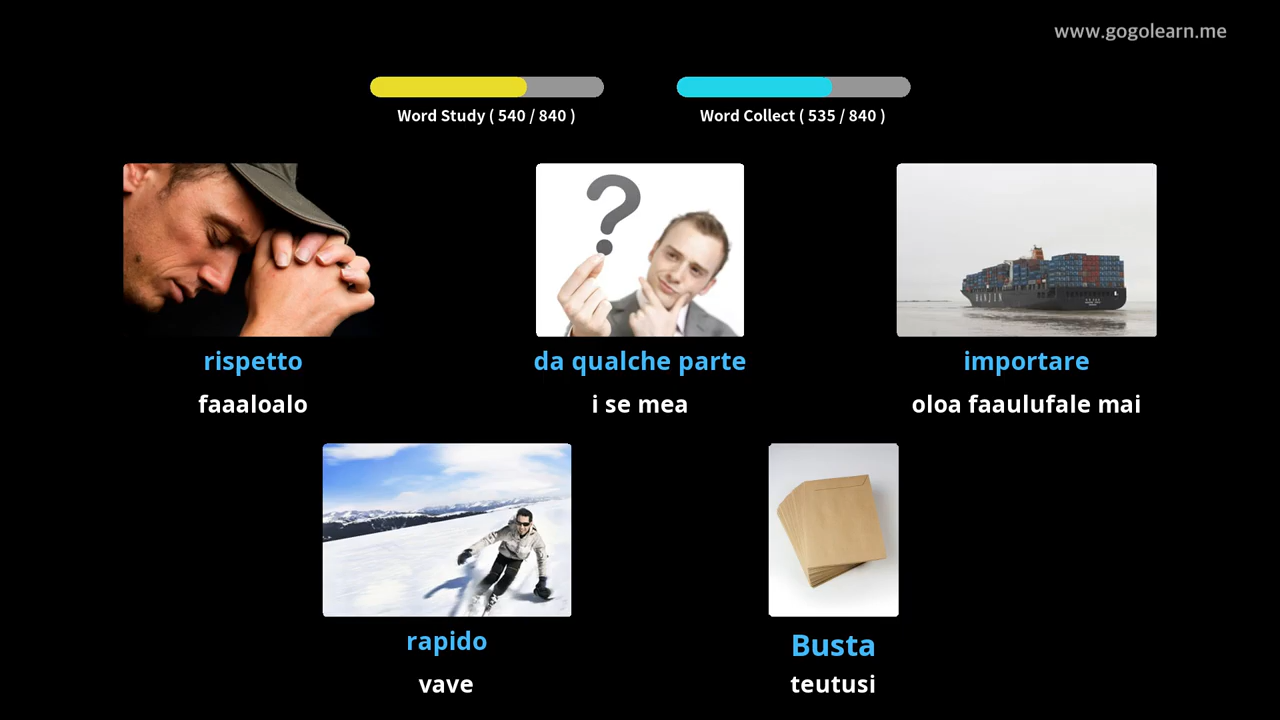 www.gogolearn.me
Word Study ( 540 / 840 )
Word Collect ( 535 / 840 )
HANJIN
rispetto
da qualche parte
importare
faaaloalo
i se mea
oloa faaulufale mai
rapido
Busta
vave
teutusi